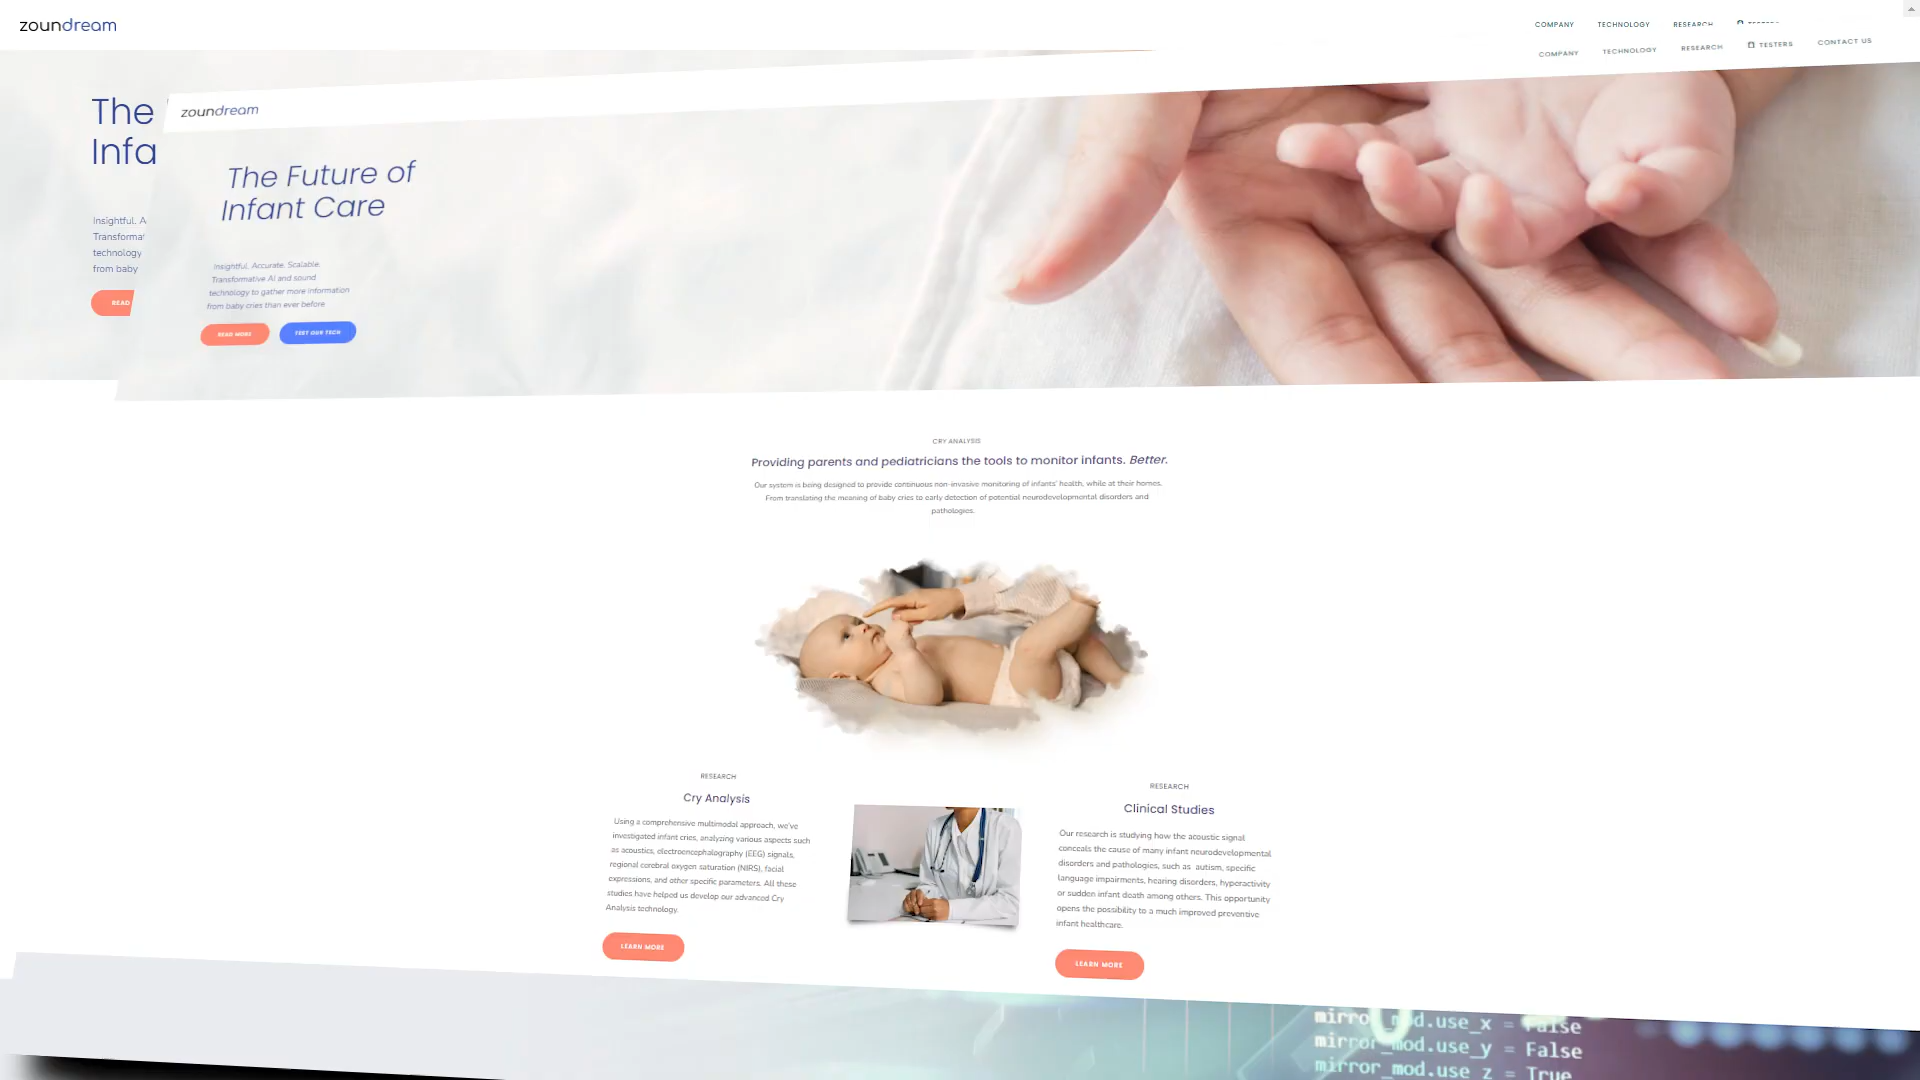 zoundream
COMPANY TECHNOLOGY RESEARCH
COMPANY TECHNOLOGY RESEARCH TESTERS CONTACT US
The
Infa
Insightful. A
Transformat
technology
from baby
READ
zoundream
The Future of
Infant Care
Insightful. Accurate. Scalable.
Transformative AI and sound
technology to gather more information
from baby cries than ever before
READ MORE TEST OUR TECH
CRY ANALYSIS
Providing parents and pediatricians the tools to monitor infants. Better.
Our system is being designed to provide continuous non-invasive monitoring of infants' health, while at their homes.
From translating the meaning of baby cries to early detection of potential neurodevelopmental disorders and
pathologies.
RESEARCH
Cry Analysis
Using a comprehensive multimodal approach, we've
investigated infant cries, analyzing various aspects such
as acoustics, electroencephalography (EEG) signals,
regional cerebral oxygen saturation (NIRS), facial
expressions, and other specific parameters. All these
studies have helped us develop our advanced Cry
Analysis technology.
LEARN MORE
RESEARCH
Clinical Studies
Our research is studying how the acoustic signal
conceals the cause of many infant neurodevelopmental
disorders and pathologies, such as autism, specific
language impairments, hearing disorders, hyperactivity
or sudden infant death among others. This opportunity
opens the possibility to a much improved preventive
infant healthcare.
LEARN MORE
mirror_mod.use_x = False
mirror_mod.use_y = False
mirror_mod.use_z = True